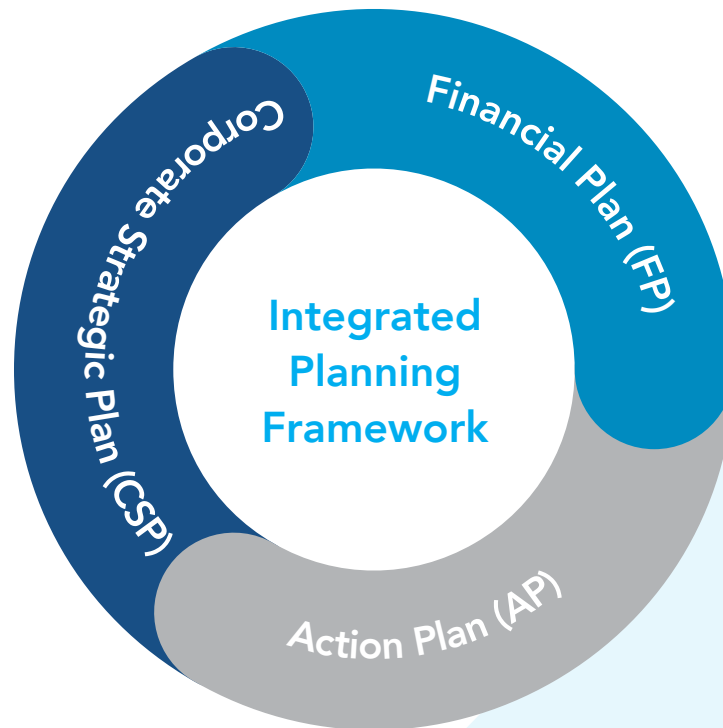 Corporate Strategic Plan (CSP)
Financial Plan (FP)
Integrated
Planning
Framework
Action Plan (AP)